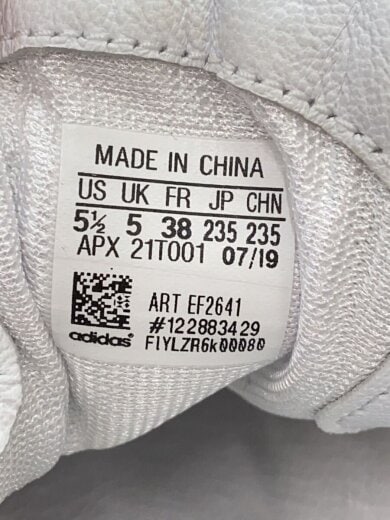 MADE IN CHINA
US UK FR JP CHN
5½ 5 38 235 235
APX 21T001 07/19
ART EF2641
#122883429
adidas FlYLZR6k00080